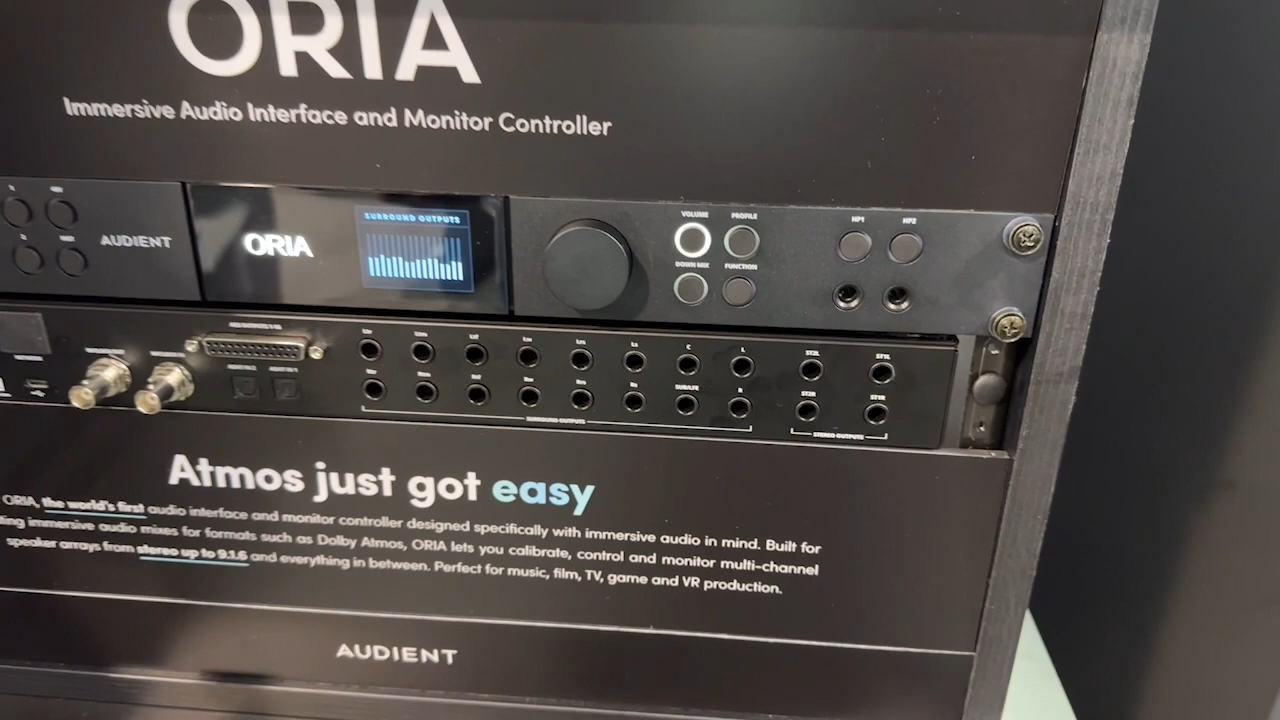 ORIA
Immersive Audio Interface and Monitor Controller
AUDIENT
ORIA
SURROUND OUTPUTS
VOLUME PROFILE
DOWN MIX FUNCTION
HP1 HP2
C L ST2L ST1L
SUB/LFE R ST2R ST1R
SURROUND OUTPUTS
STEREO OUTPUTS
Atmos just got easy
ORIA, the world's first audio interface and monitor controller designed specifically with immersive audio in mind. Built for
immersive audio mixes for formats such as Dolby Atmos, ORIA lets you calibrate, control and monitor multi-channel
speaker arrays from stereo up to 9.1.6 and everything in between. Perfect for music, film, TV, game and VR production.
AUDIENT